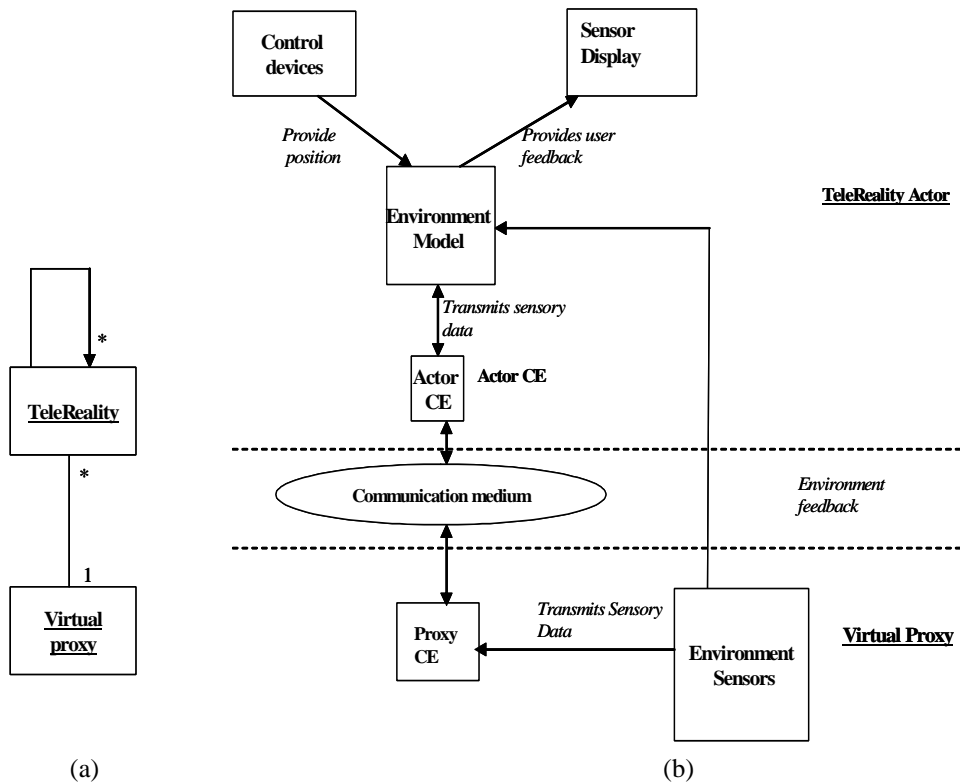 Control
devices
Sensor
Display
Provide
position
Provides user
feedback
Environment
Model
TeleReality Actor
Transmits sensory
data
*
TeleReality
*
1
Virtual
proxy
Actor
CE
Actor CE
Communication medium
Environment
feedback
Proxy
CE
Transmits Sensory
Data
Environment
Sensors
Virtual Proxy
(a)
(b)